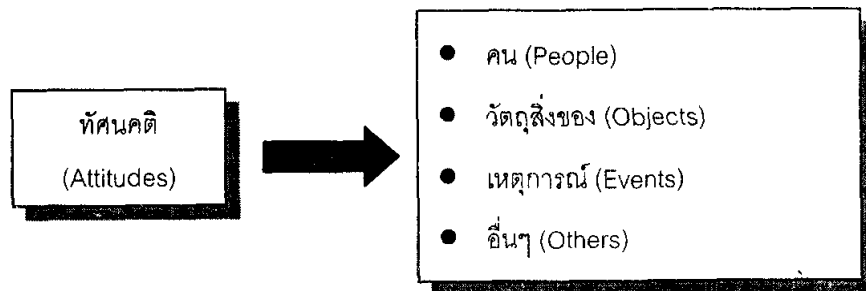 ทัศนคติ
(Attitudes)
● คน (People)
● วัตถุสิ่งของ (Objects)
● เหตุการณ์ (Events)
● อื่นๆ (Others)